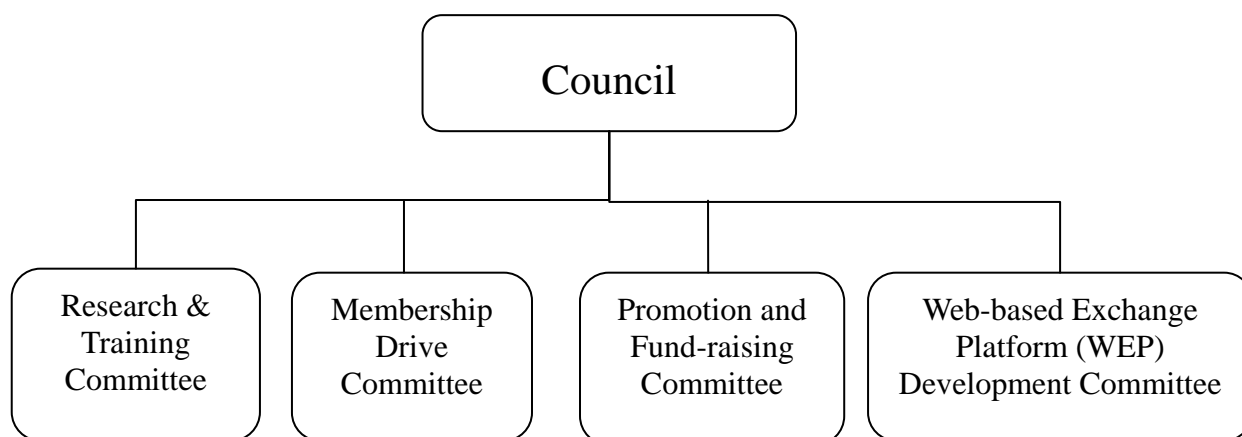 Council
Research &
Training
Committee
Membership
Drive
Committee
Promotion and
Fund-raising
Committee
Web-based Exchange
Platform (WEP)
Development Committee